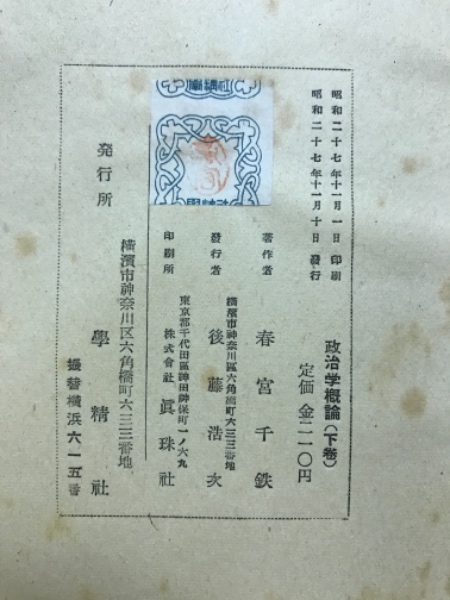 昭和二十七年十一月一日 印刷
昭和二十七年十一月十日 發行
政治学概論(下巻)
定価 金二一〇円
著作者 春宮千鉄
横濱市神奈川區六角橋町六三三番地
發行者 後藤浩次
東京都千代田區神田神保町一ノ六九
印刷所 株式會社 眞珠社
横濱市神奈川区六角橋町六三三番地
発行所 學精社
振替横浜六一五番